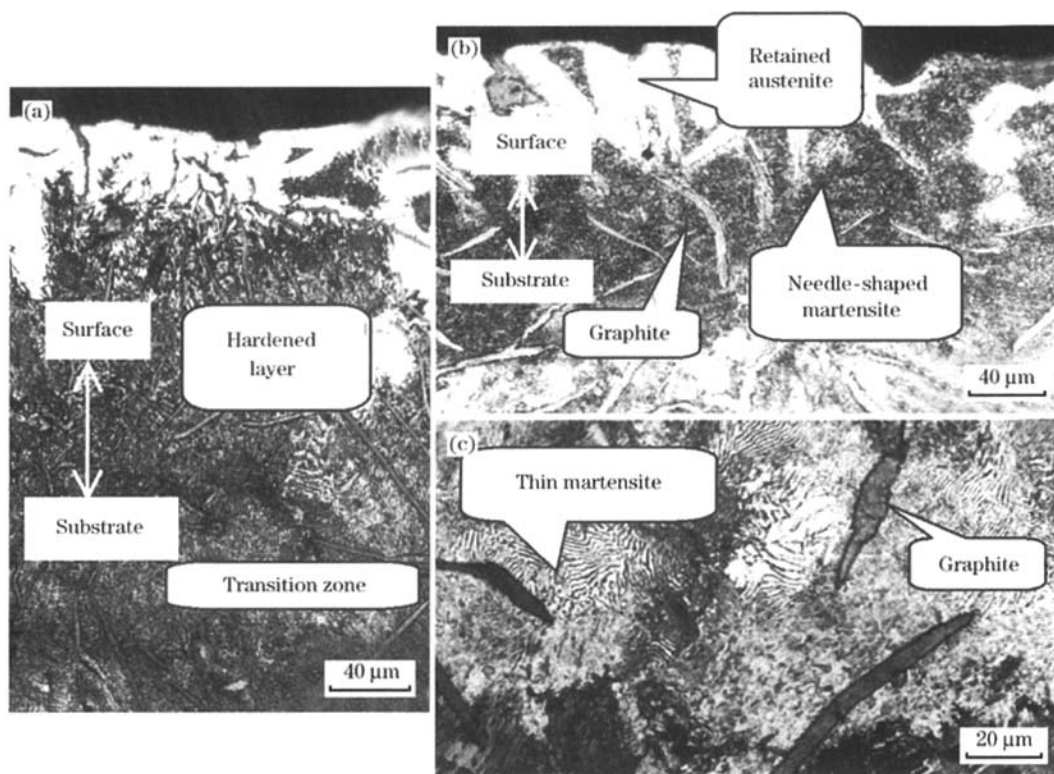 (a)
Surface
Hardened
layer
Substrate
Transition zone
40 μm
(b)
Retained
austenite
Surface
Substrate
Needle-shaped
martensite
Graphite
40 μm
(c)
Thin martensite
Graphite
20 μm